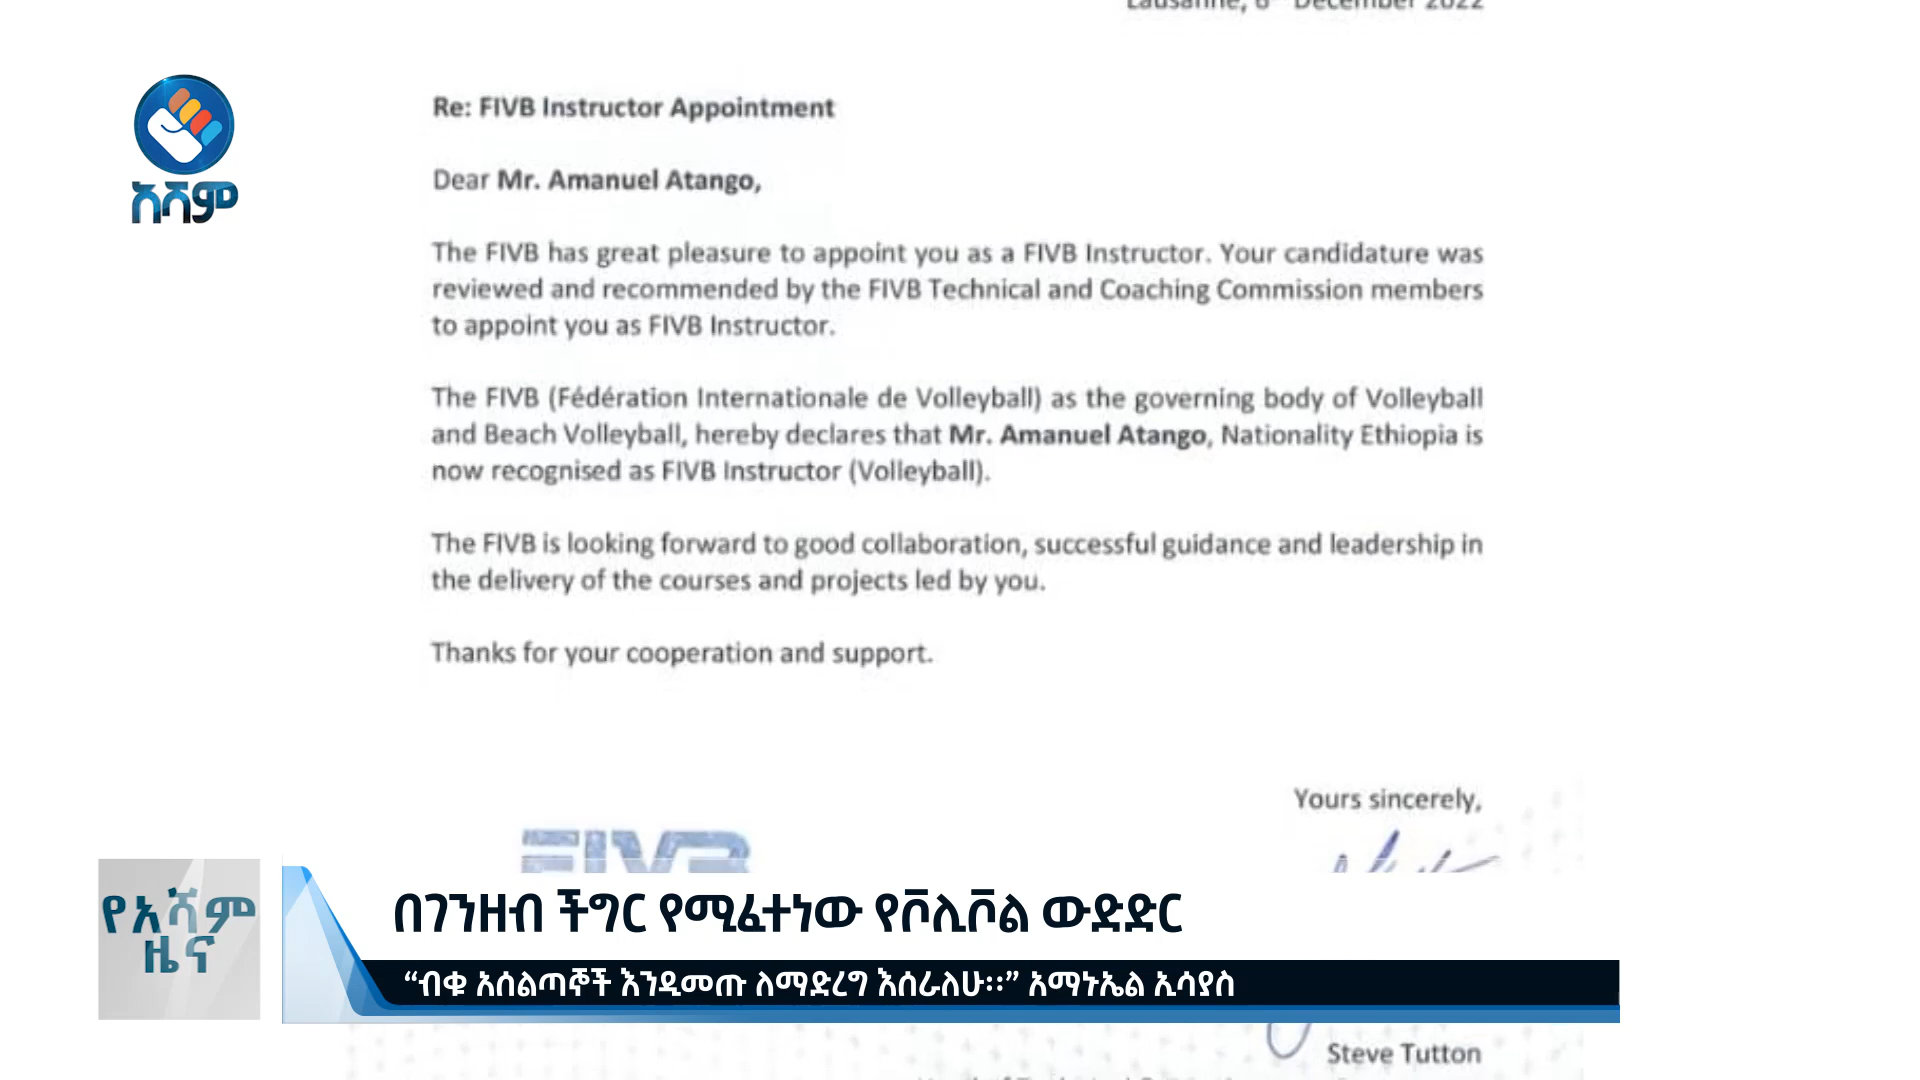 Lausanne, 6th December 2022
Re: FIVB Instructor Appointment
አሻም
Dear Mr. Amanuel Atango,
The FIVB has great pleasure to appoint you as a FIVB Instructor. Your candidature was
reviewed and recommended by the FIVB Technical and Coaching Commission members
to appoint you as FIVB Instructor.
The FIVB (Fédération Internationale de Volleyball) as the governing body of Volleyball
and Beach Volleyball, hereby declares that Mr. Amanuel Atango, Nationality Ethiopia is
now recognised as FIVB Instructor (Volleyball).
The FIVB is looking forward to good collaboration, successful guidance and leadership in
the delivery of the courses and projects led by you.
Thanks for your cooperation and support.
Yours sincerely,
FIVB
የአሻም
ዜና
በገንዘብ ችግር የሚፈተነው የቮሊቮል ውድድር
“ብቁ አሰልጣኞች እንዲመጡ ለማድረግ እሰራለሁ።” አማኑኤል ኢሳያስ
Steve Tutton